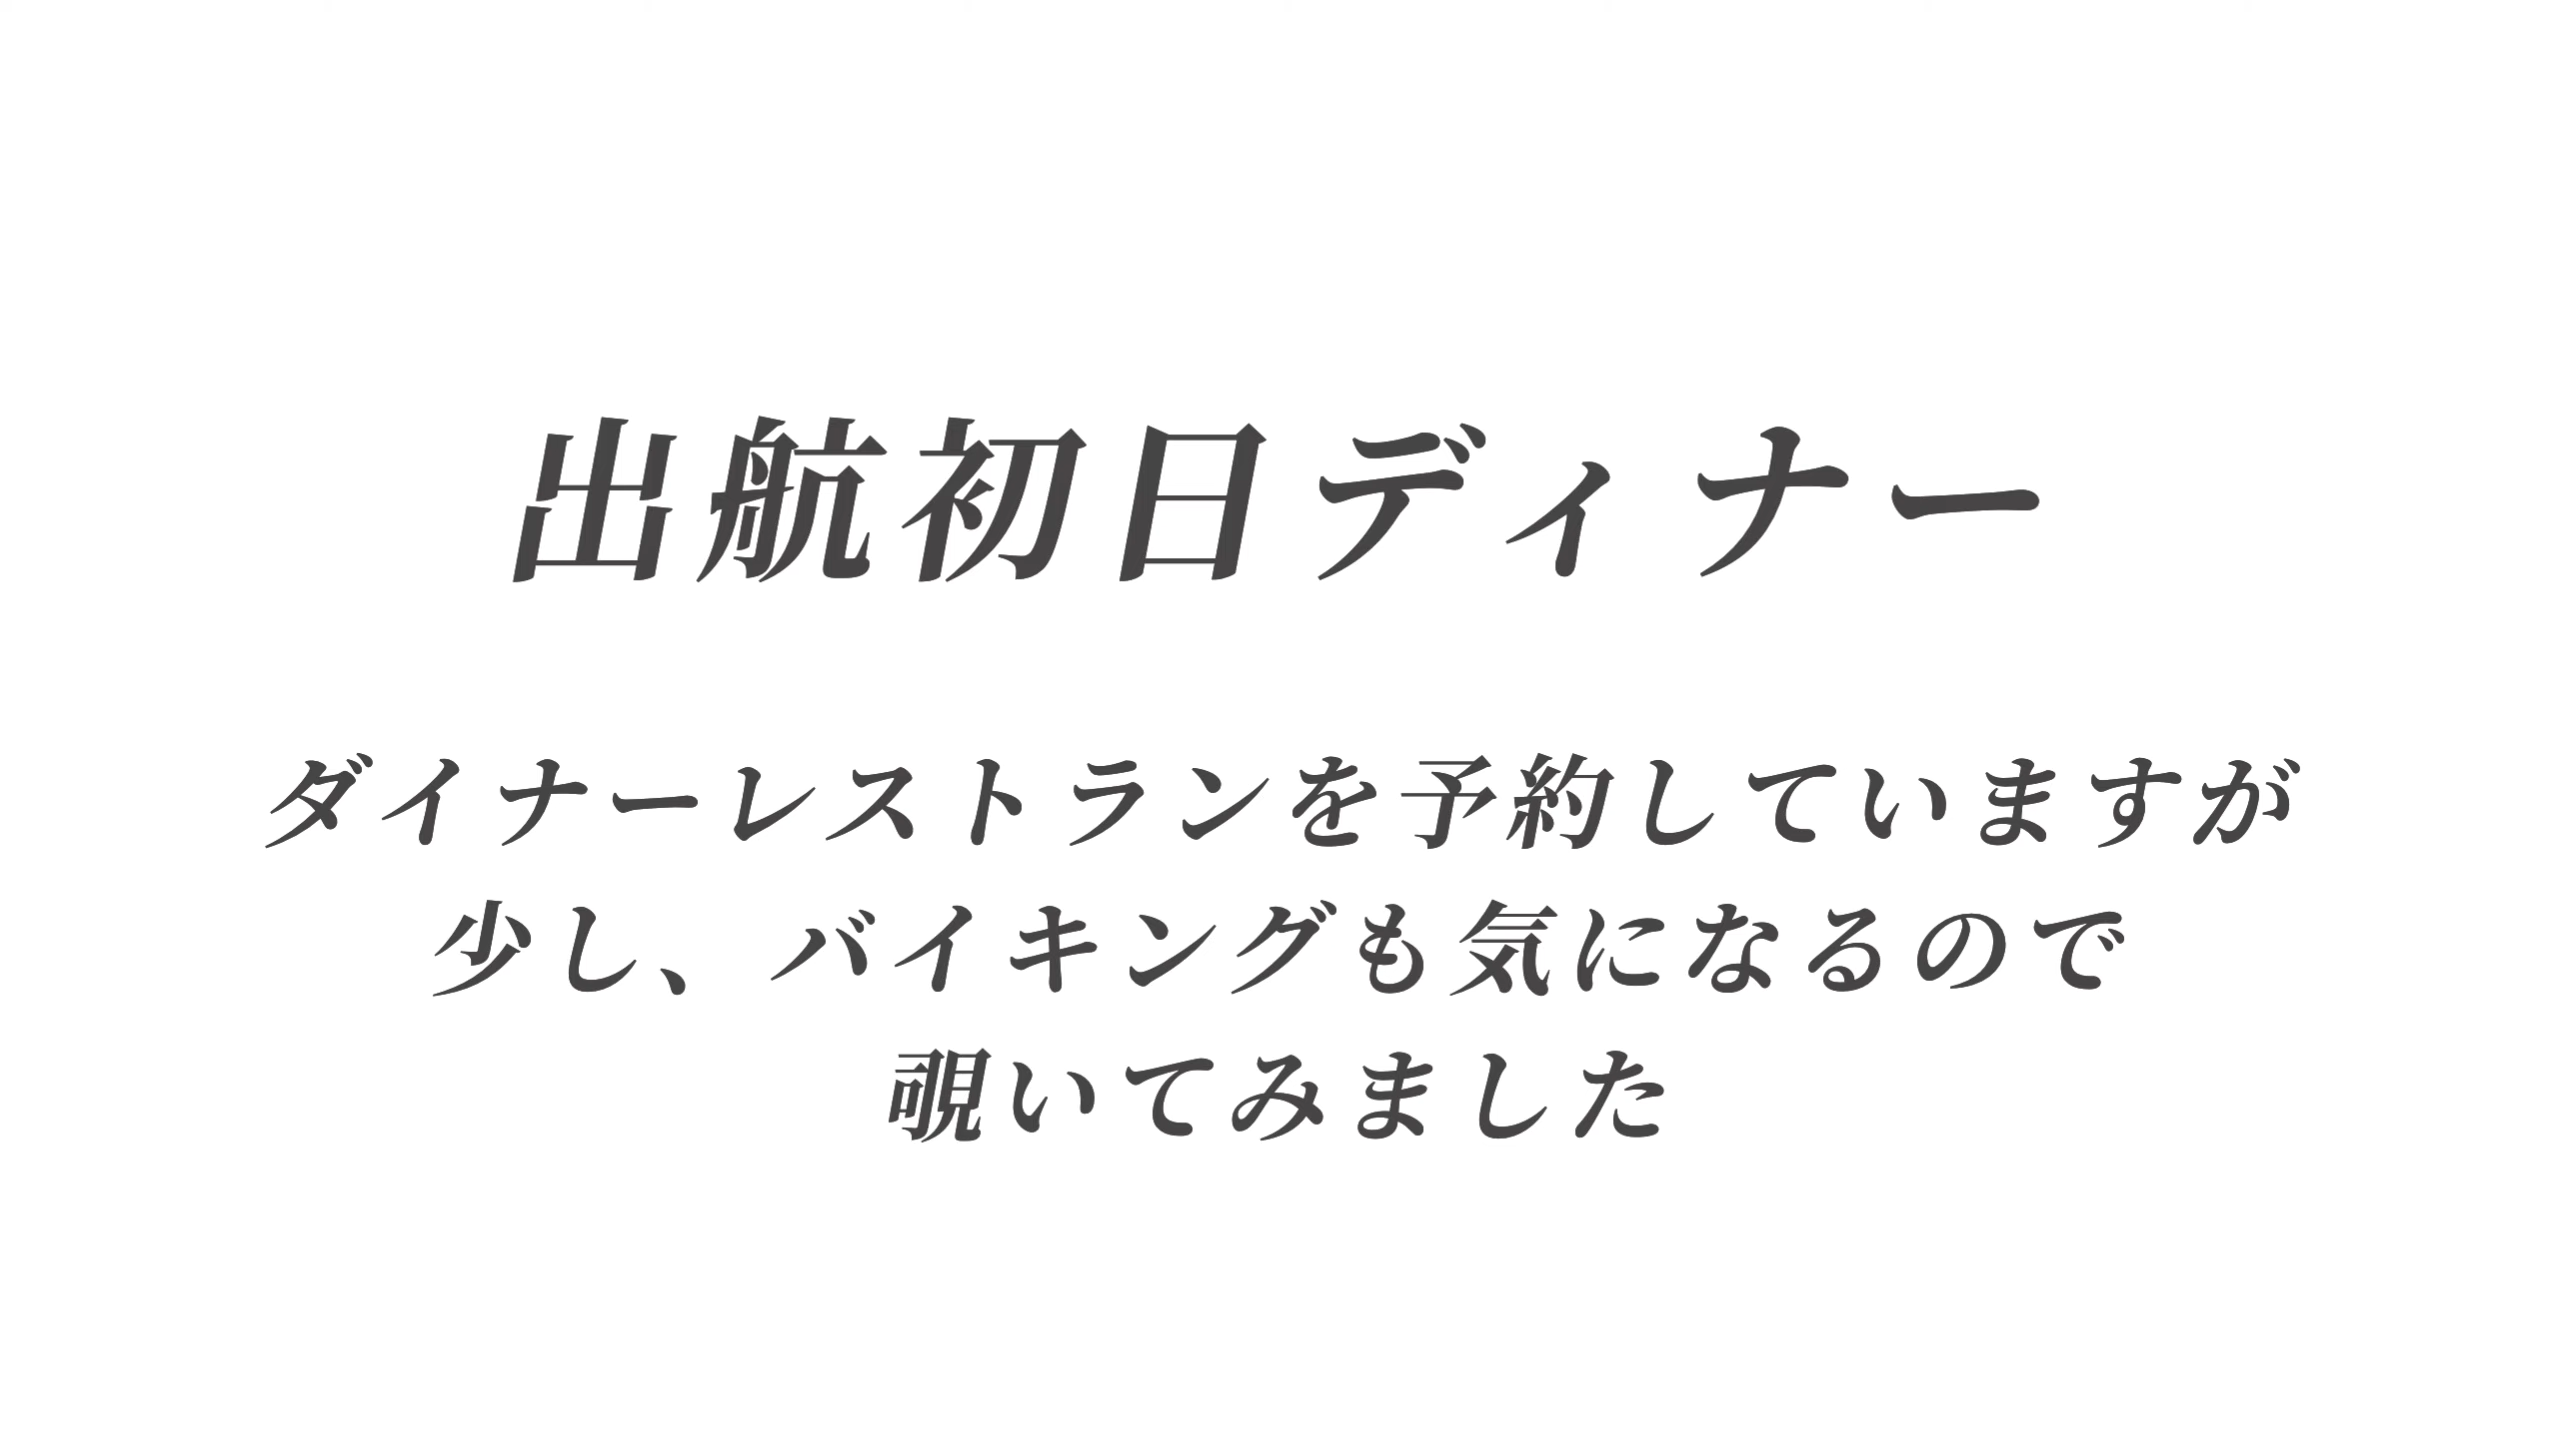 出航初日ディナー
ダイナーレストランを予約していますが
少し、バイキングも気になるので
覗いてみました